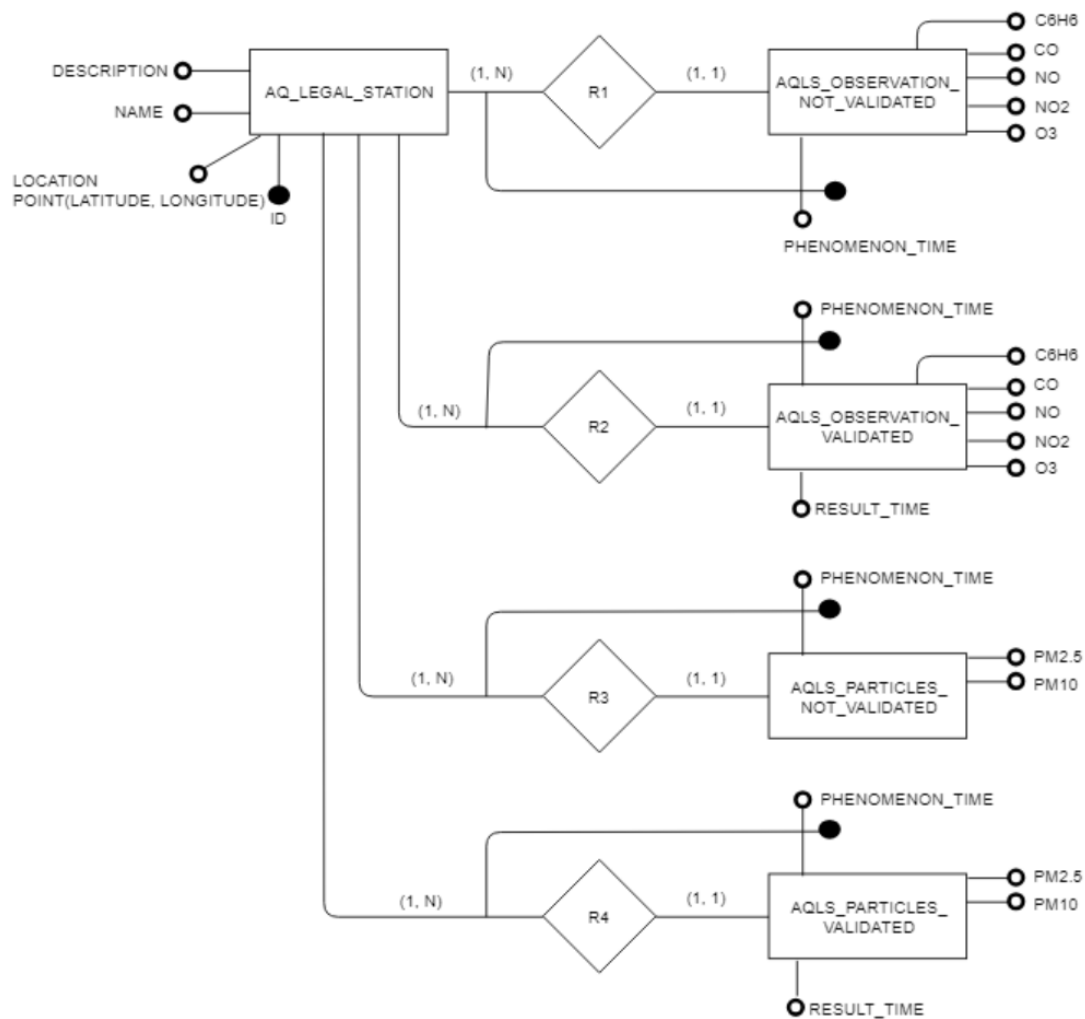 DESCRIPTION
NAME
LOCATION
POINT(LATITUDE, LONGITUDE)
ID
AQ_LEGAL_STATION
(1, N)
R1
(1, 1)
AQLS_OBSERVATION_
NOT_VALIDATED
C6H6
CO
NO
NO2
O3
PHENOMENON_TIME
PHENOMENON_TIME
(1, N)
R2
(1, 1)
AQLS_OBSERVATION_
VALIDATED
C6H6
CO
NO
NO2
O3
RESULT_TIME
PHENOMENON_TIME
(1, N)
R3
(1, 1)
AQLS_PARTICLES_
NOT_VALIDATED
PM2.5
PM10
PHENOMENON_TIME
(1, N)
R4
(1, 1)
AQLS_PARTICLES_
VALIDATED
PM2.5
PM10
RESULT_TIME